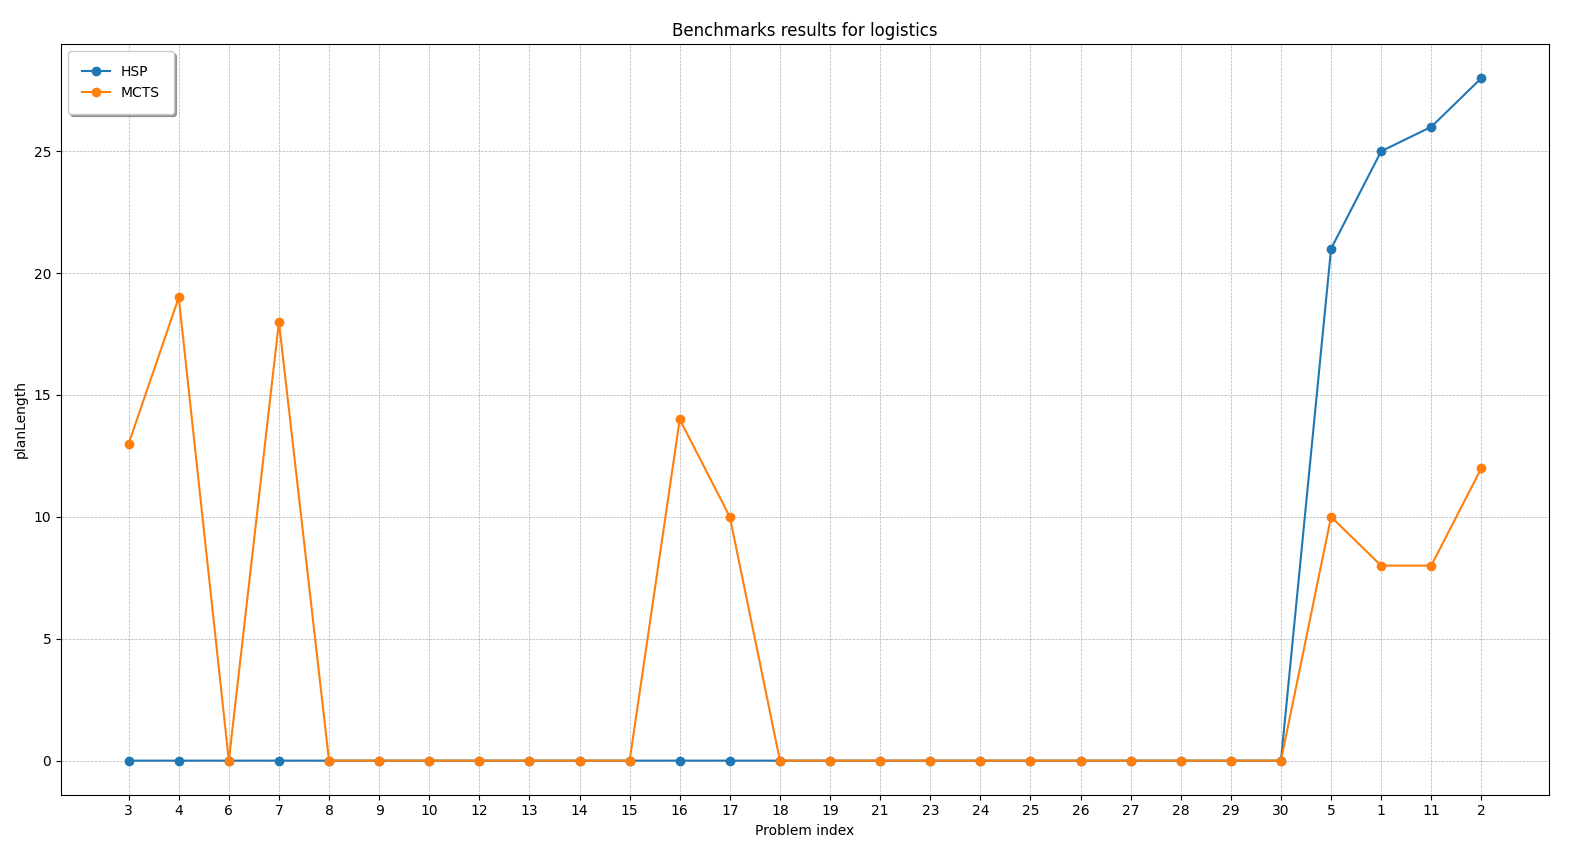 Benchmarks results for logistics
HSP
MCTS
planLength
25
20
15
10
5
0
3 4 6 7 8 9 10 12 13 14 15 16 17 18 19 21 23 24 25 26 27 28 29 30 5 1 11 2
Problem index